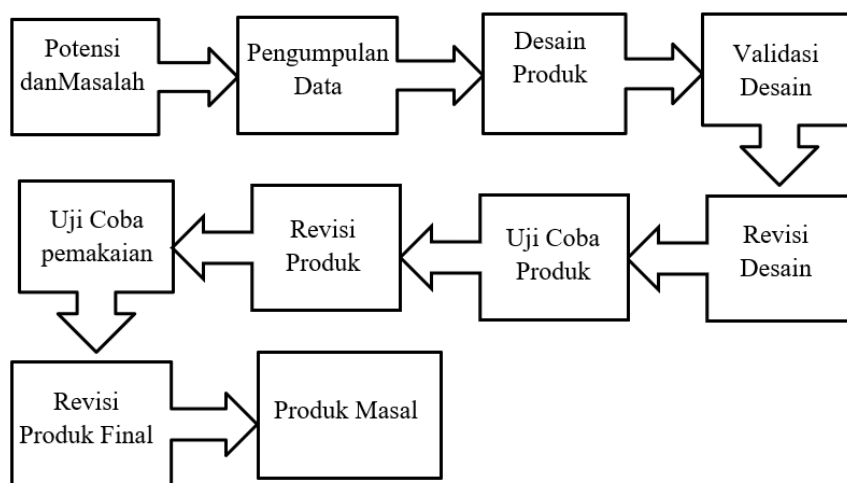 Potensi
danMasalah
Pengumpulan
Data
Desain
Produk
Validasi
Desain
Revisi
Desain
Uji Coba
Produk
Revisi
Produk
Uji Coba
pemakaian
Revisi
Produk Final
Produk Masal